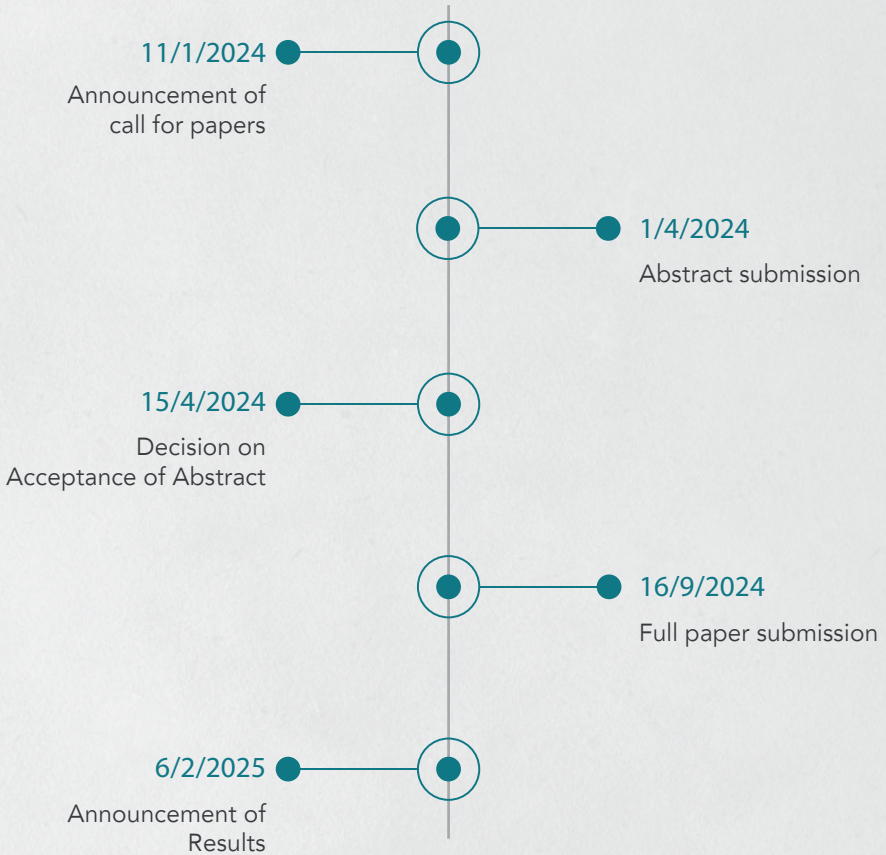 11/1/2024
Announcement of
call for papers
1/4/2024
Abstract submission
15/4/2024
Decision on
Acceptance of Abstract
16/9/2024
Full paper submission
6/2/2025
Announcement of
Results